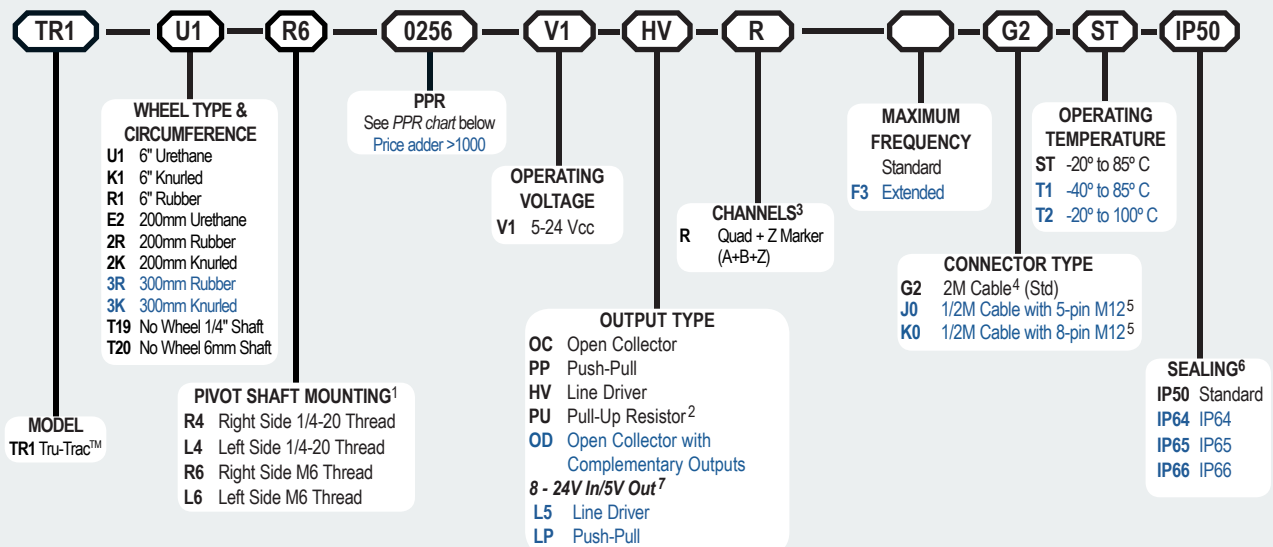 TR1 U1 R6 0256 V1 HV R G2 ST IP50
WHEEL TYPE &
CIRCUMFERENCE
U1 6" Urethane
K1 6" Knurled
R1 6" Rubber
E2 200mm Urethane
2R 200mm Rubber
2K 200mm Knurled
3R 300mm Rubber
3K 300mm Knurled
T19 No Wheel 1/4" Shaft
T20 No Wheel 6mm Shaft
PPR
See PPR chart below
Price adder >1000
MAXIMUM
FREQUENCY
Standard
F3 Extended
OPERATING
TEMPERATURE
ST -20º to 85º C
T1 -40º to 85º C
T2 -20º to 100º C
OPERATING
VOLTAGE
V1 5-24 Vcc
CHANNELS3
R Quad + Z Marker
(A+B+Z)
CONNECTOR TYPE
G2 2M Cable4 (Std)
J0 1/2M Cable with 5-pin M125
K0 1/2M Cable with 8-pin M125
OUTPUT TYPE
OC Open Collector
PP Push-Pull
HV Line Driver
PU Pull-Up Resistor2
OD Open Collector with
Complementary Outputs
8 - 24V In/5V Out7
L5 Line Driver
LP Push-Pull
SEALING6
IP50 Standard
IP64 IP64
IP65 IP65
IP66 IP66
PIVOT SHAFT MOUNTING1
R4 Right Side 1/4-20 Thread
L4 Left Side 1/4-20 Thread
R6 Right Side M6 Thread
L6 Left Side M6 Thread
MODEL
TR1 Tru-Trac™